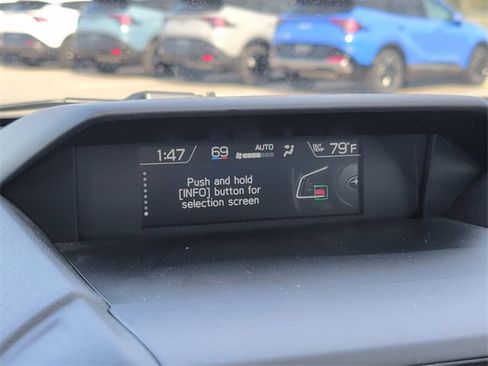 1:47 69 AUTO OUT TEMP 79°F
Push and hold
[INFO] button for
selection screen